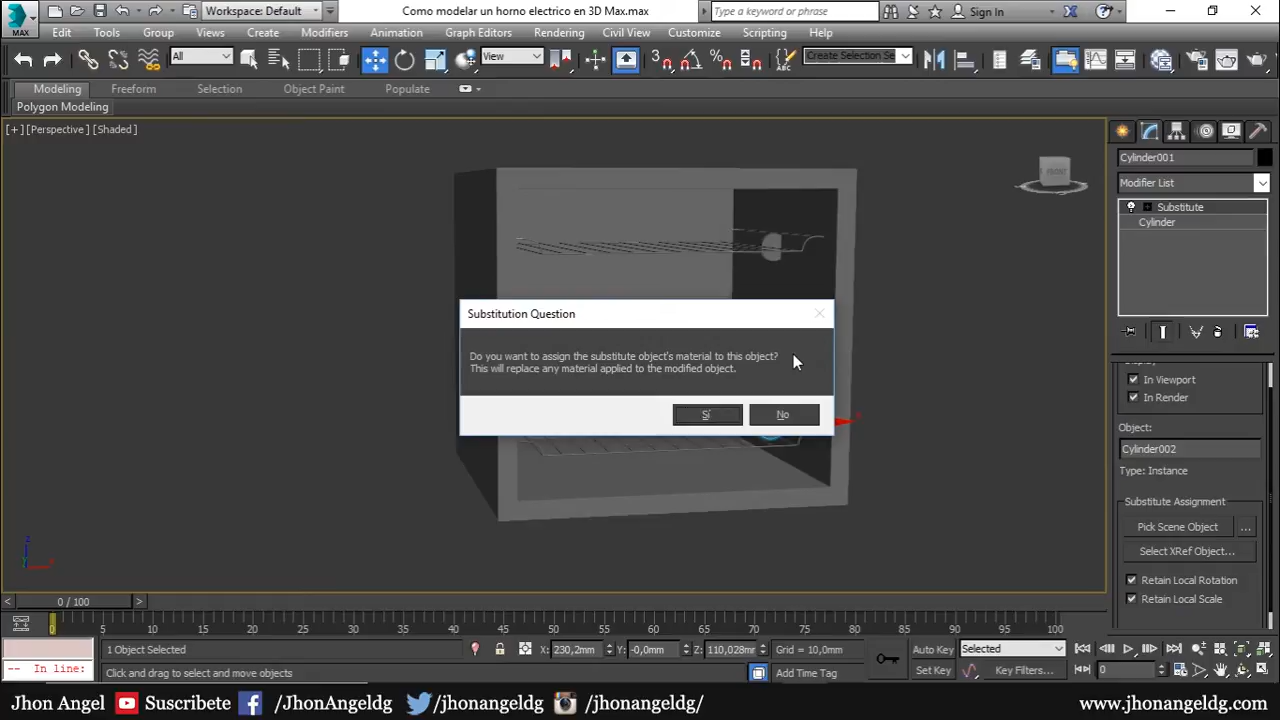 MAX
Workspace: Default
Como modelar un horno electrico en 3D Max.max
Type a keyword or phrase
Sign In
Edit Tools Group Views Create Modifiers Animation Graph Editors Rendering Civil View Customize Scripting Help
All
View
3
Create Selection Se
Modeling Freeform Selection Object Paint Populate
Polygon Modeling
[+] [Perspective] [Shaded]
FRONT
Cylinder001
Modifier List
Substitute
Cylinder
Substitution Question
Do you want to assign the substitute object's material to this object?
This will replace any material applied to the modified object.
Sí
No
In Viewport
In Render
Object:
Cylinder002
Type: Instance
Substitute Assignment
Pick Scene Object ...
Select XRef Object...
Retain Local Rotation
Retain Local Scale
z
x
< 0 / 100 >
0 5 10 15 20 25 30 35 40 45 50 55 60 65 70 75 80 85 90 95 100
1 Object Selected
X: 230,2mm Y: -0,0mm Z: 110,028mm Grid = 10,0mm
Auto Key Selected
-- In line:
Click and drag to select and move objects
Add Time Tag
Set Key Key Filters... 0
Jhon Angel Suscribete /JhonAngeldg /jhonangeldg /jhonangeldg/ www.jhonangeldg.com